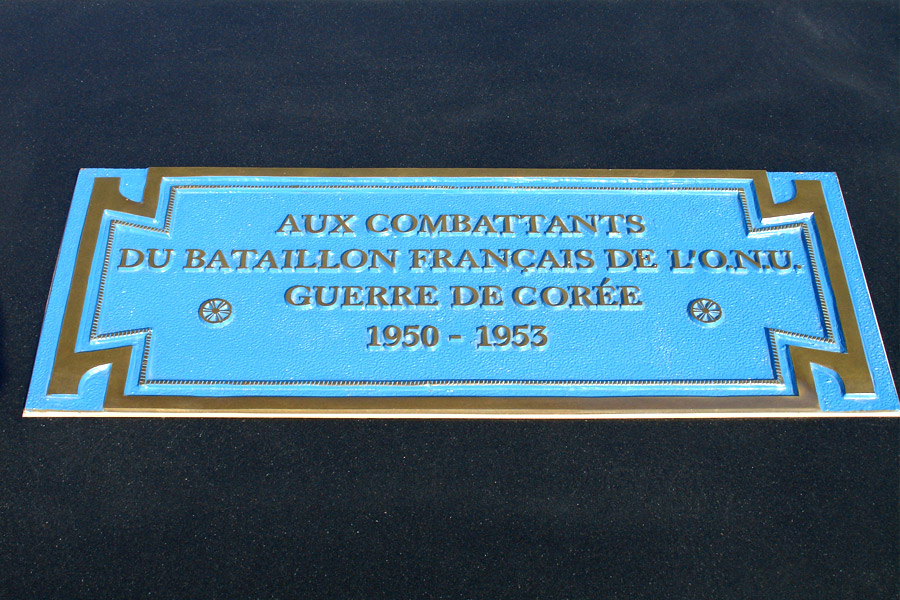 AUX COMBATTANTS
DU BATAILLON FRANÇAIS DE L'O.N.U.
GUERRE DE CORÉE
1950 - 1953